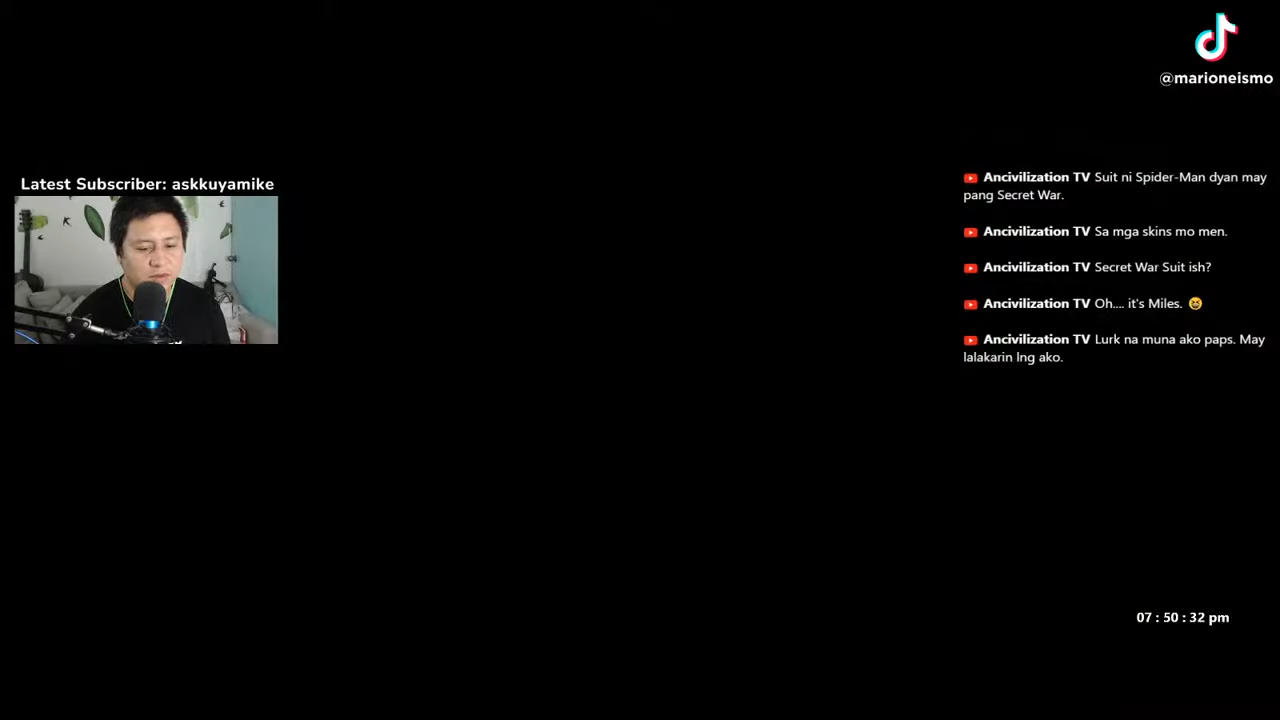 @marioneismo
Latest Subscriber: askkuyamike
Ancivilization TV Suit ni Spider-Man dyan may
pang Secret War.
Ancivilization TV Sa mga skins mo men.
Ancivilization TV Secret War Suit ish?
Ancivilization TV Oh.... it's Miles. 😆
Ancivilization TV Lurk na muna ako paps. May
lalakarin lng ako.
07 : 50 : 32 pm